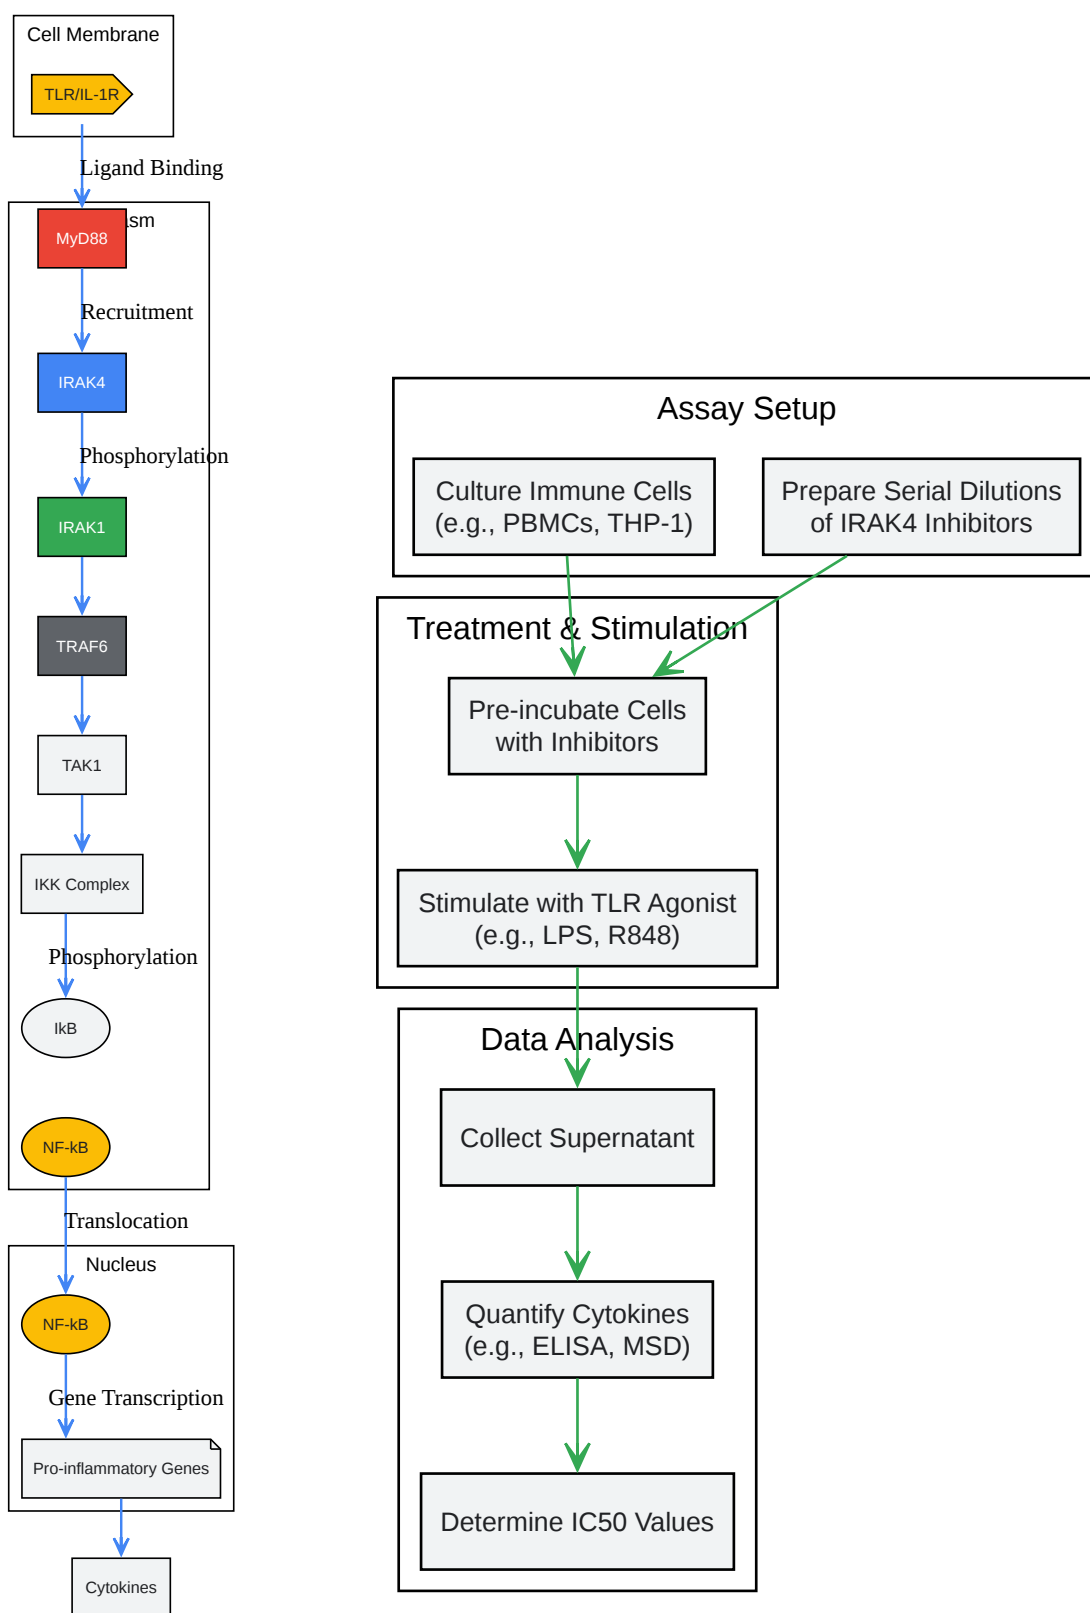 Cell Membrane
TLR/IL-1R
Ligand Binding
MyD88
Recruitment
IRAK4
Phosphorylation
IRAK1
TRAF6
TAK1
IKK Complex
Phosphorylation
IkB
NF-kB
Translocation
Nucleus
NF-kB
Gene Transcription
Pro-inflammatory Genes
Cytokines
Assay Setup
Culture Immune Cells
(e.g., PBMCs, THP-1)
Prepare Serial Dilutions
of IRAK4 Inhibitors
Treatment & Stimulation
Pre-incubate Cells
with Inhibitors
Stimulate with TLR Agonist
(e.g., LPS, R848)
Data Analysis
Collect Supernatant
Quantify Cytokines
(e.g., ELISA, MSD)
Determine IC50 Values